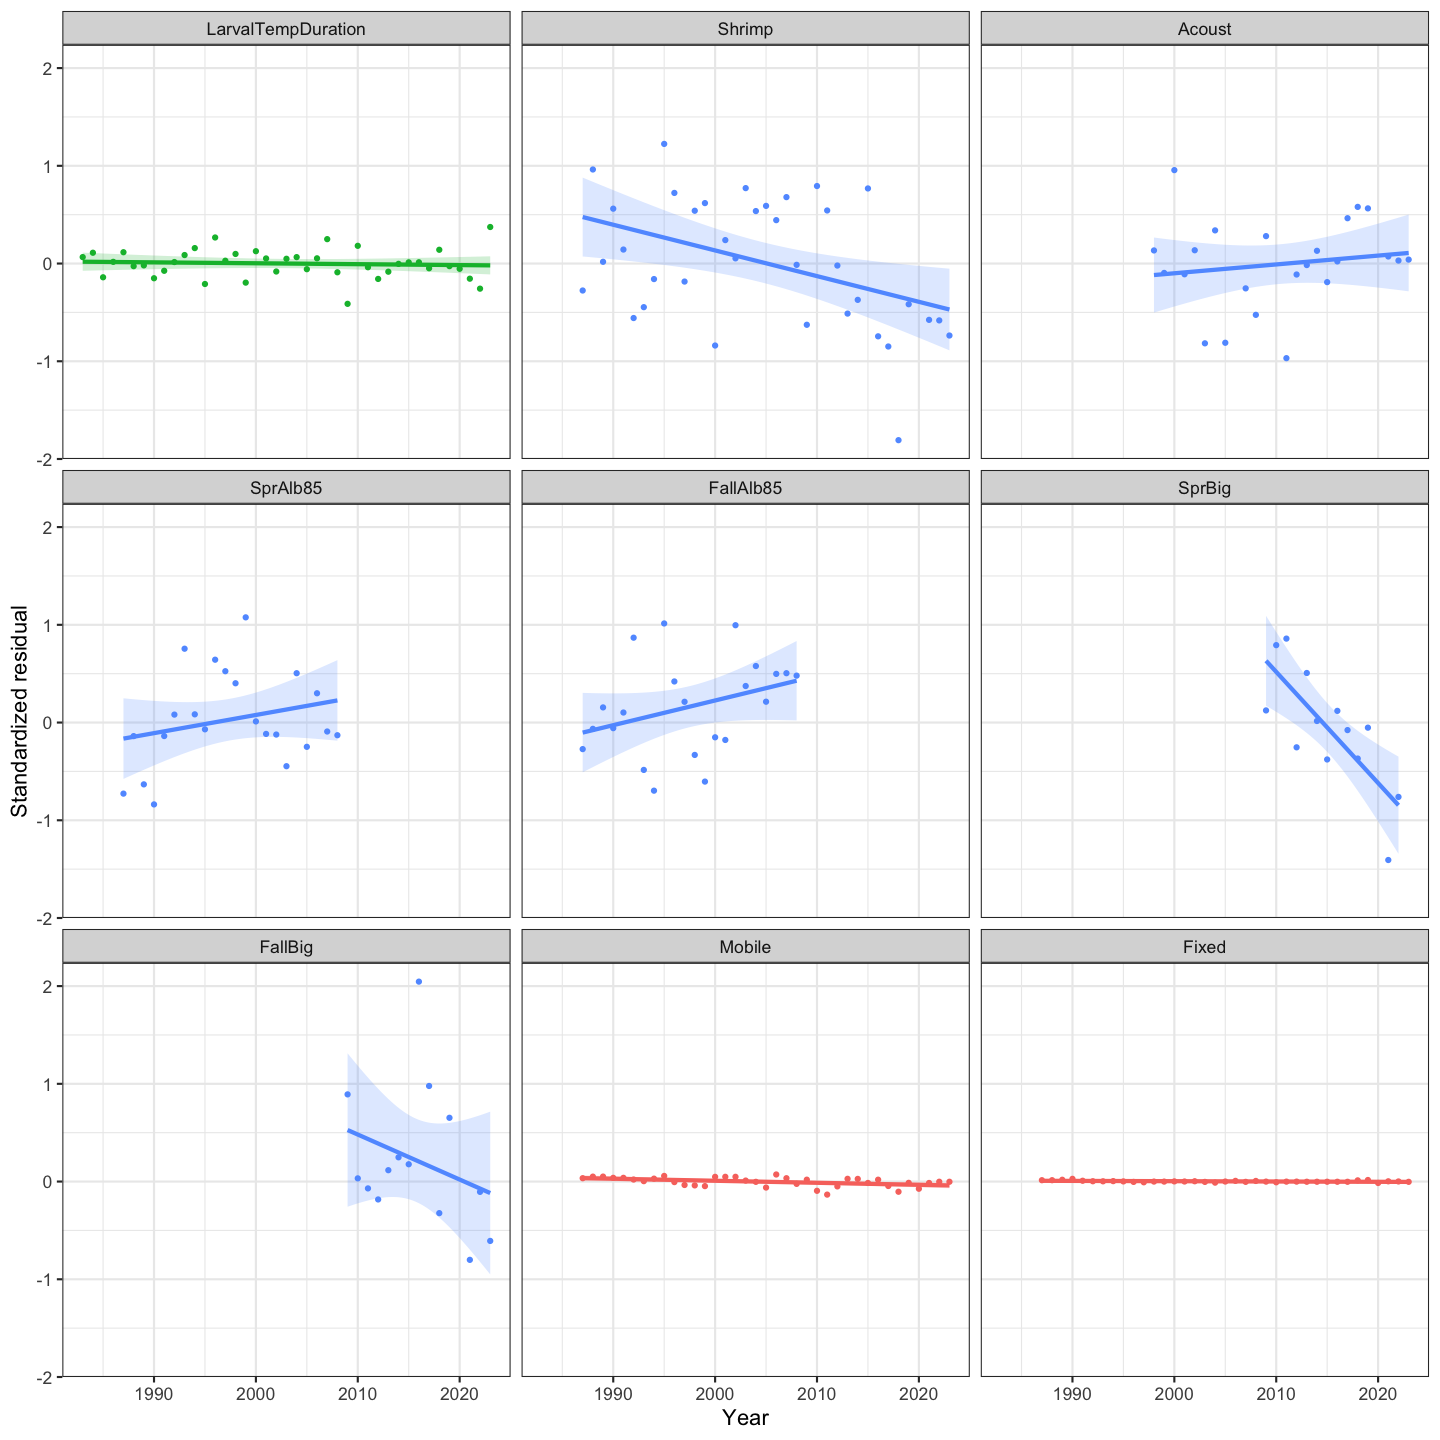 LarvalTempDuration Shrimp Acoust
2
1
0
-1
-2
SprAlb85 FallAlb85 SprBig
2
1
0
-1
-2
Standardized residual
FallBig Mobile Fixed
2
1
0
-1
-2
1990 2000 2010 2020 1990 2000 2010 2020 1990 2000 2010 2020
Year